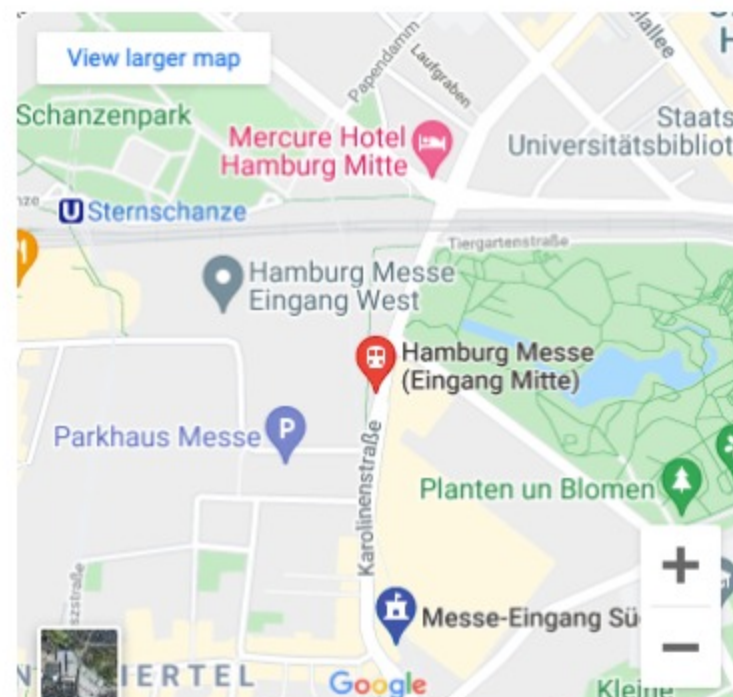 View larger map
Papendamm
Laufgraben
Schanzenpark
Mercure Hotel
Hamburg Mitte
Staats
Universitätsbibliot
U Sternschanze
Tiergartenstraße
Hamburg Messe
Eingang West
Hamburg Messe
(Eingang Mitte)
Parkhaus Messe
P
Karolinenstraße
Planten un Blomen
+
Messe-Eingang Sü
−
IERTEL
Google
Kleine